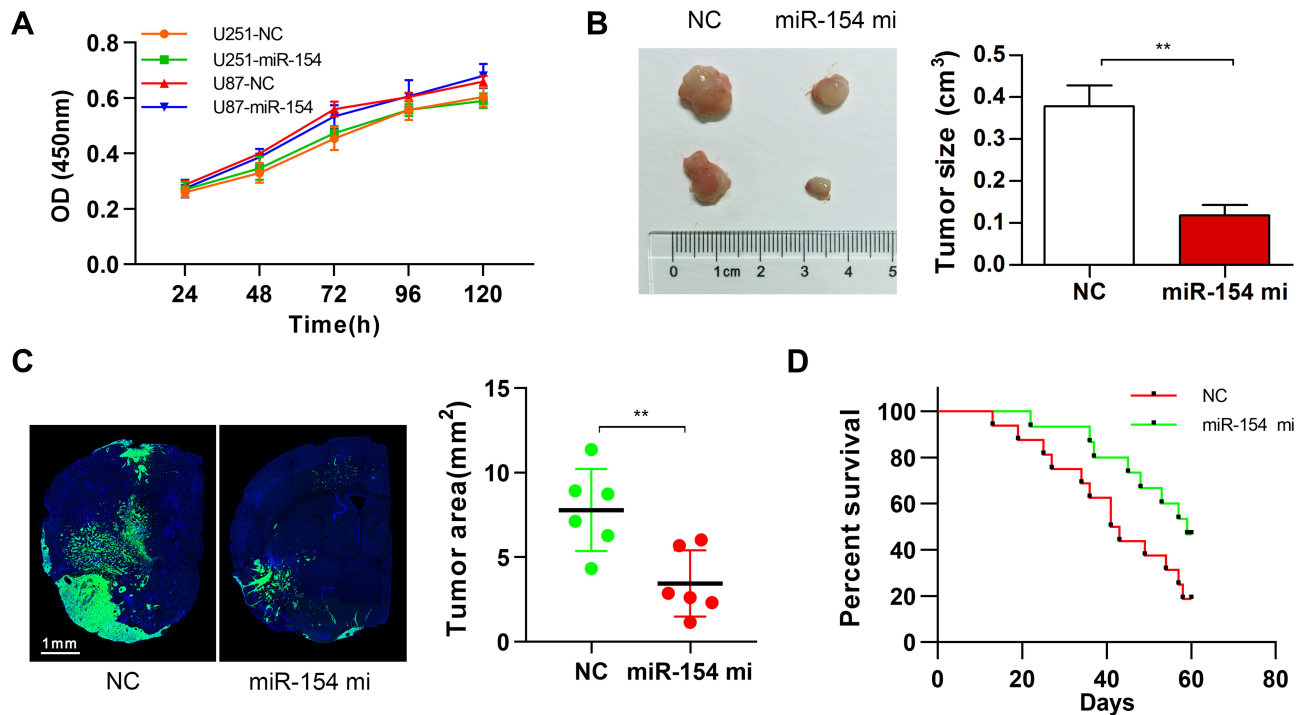 A
U251-NC
U251-miR-154
U87-NC
U87-miR-154
OD (450nm)
0.8
0.6
0.4
0.2
0.0
24 48 72 96 120
Time(h)
B
NC miR-154 mi
0 1cm 2 3 4 5
Tumor size (cm³)
0.5
0.4
0.3
0.2
0.1
0.0
**
NC miR-154 mi
C
1mm
NC miR-154 mi
Tumor area(mm²)
15
10
5
0
**
NC miR-154 mi
D
NC
miR-154 mi
Percent survival
100
80
60
40
20
0
0 20 40 60 80
Days